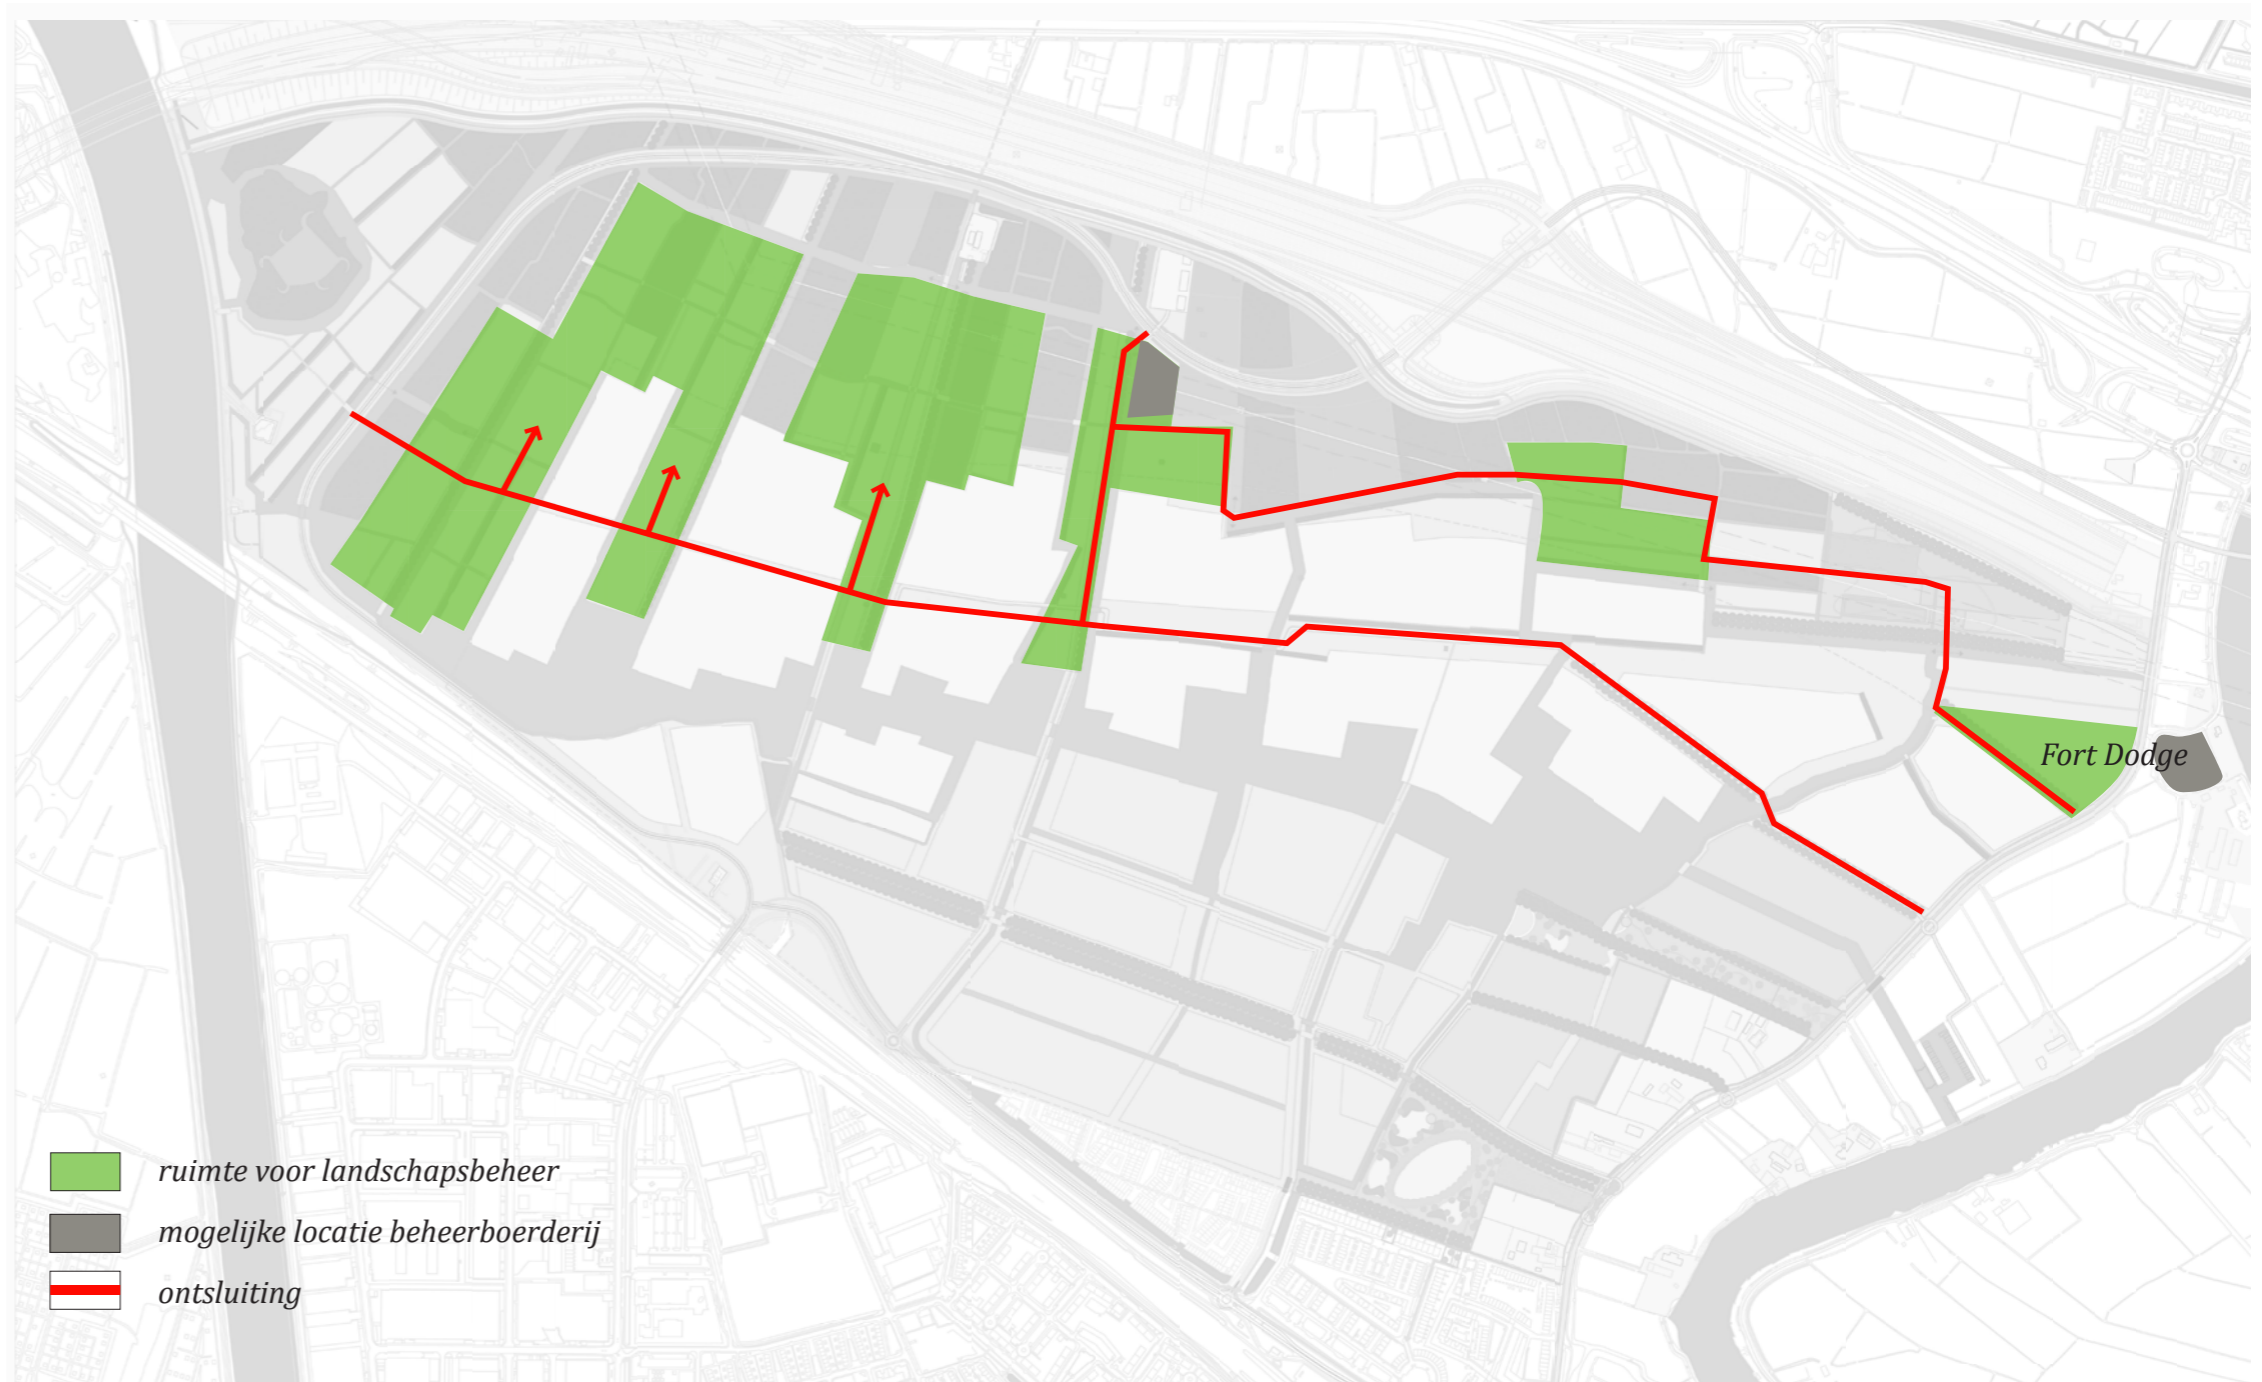 Fort Dodge
ruimte voor landschapsbeheer
mogelijke locatie beheerboerderij
ontsluiting